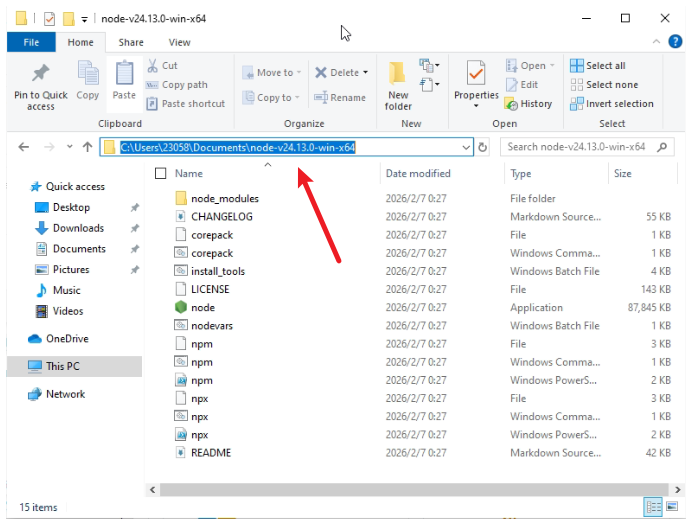 node-v24.13.0-win-x64
File Home Share View
Pin to Quick access
Copy
Paste
Cut
Copy path
Paste shortcut
Clipboard
Move to
Copy to
Delete
Rename
Organize
New folder
New
Properties
Open
Edit
History
Open
Select all
Select none
Invert selection
Select
C:\Users\23058\Documents\node-v24.13.0-win-x64
Search node-v24.13.0-win-x64
Quick access
Desktop
Downloads
Documents
Pictures
Music
Videos
OneDrive
This PC
Network
Name Date modified Type Size
node_modules 2026/2/7 0:27 File folder
CHANGELOG 2026/2/7 0:27 Markdown Source... 55 KB
corepack 2026/2/7 0:27 File 1 KB
corepack 2026/2/7 0:27 Windows Comma... 1 KB
install_tools 2026/2/7 0:27 Windows Batch File 4 KB
LICENSE 2026/2/7 0:27 File 143 KB
node 2026/2/7 0:27 Application 87,845 KB
nodevars 2026/2/7 0:27 Windows Batch File 1 KB
npm 2026/2/7 0:27 File 3 KB
npm 2026/2/7 0:27 Windows Comma... 1 KB
npm 2026/2/7 0:27 Windows PowerS... 2 KB
npx 2026/2/7 0:27 File 3 KB
npx 2026/2/7 0:27 Windows Comma... 1 KB
npx 2026/2/7 0:27 Windows PowerS... 2 KB
README 2026/2/7 0:27 Markdown Source... 42 KB
15 items